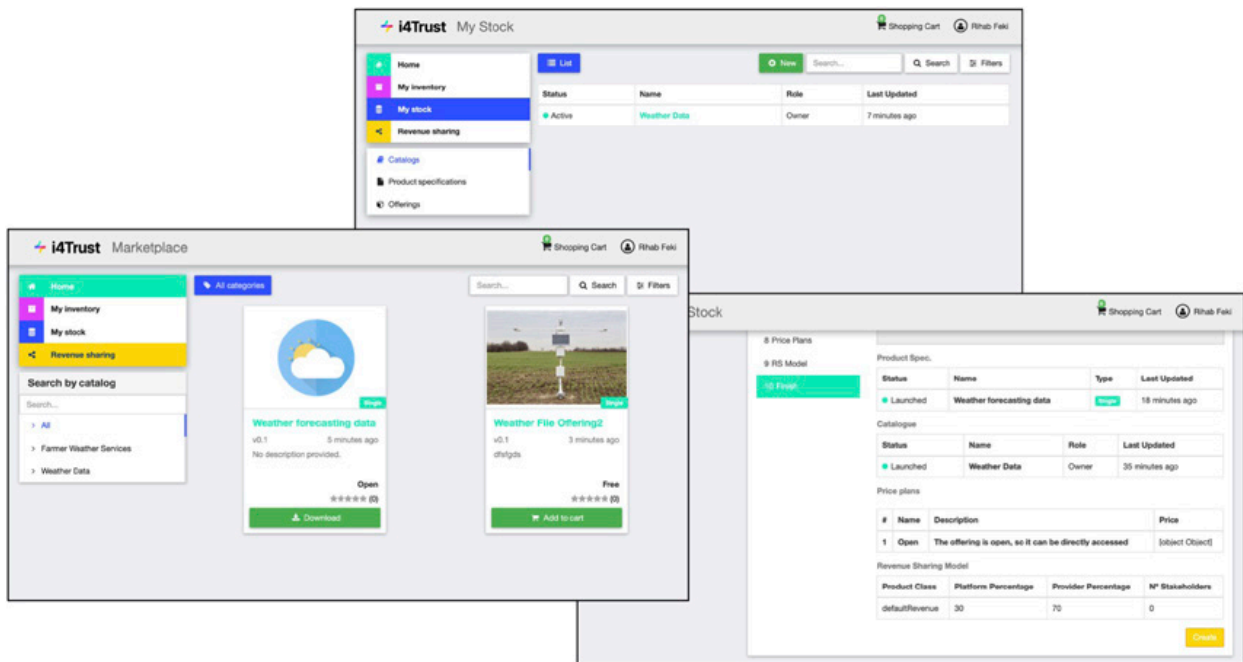 i4Trust My Stock
0
Shopping Cart
Rihab Feki
Home
My inventory
My stock
Revenue sharing
Catalogs
Product specifications
Offerings
List
New
Search...
Search
Filters
Status Name Role Last Updated
Active Weather Data Owner 7 minutes ago
i4Trust Marketplace
0
Shopping Cart
Rihab Feki
Home
My inventory
My stock
Revenue sharing
Search by catalog
Search...
All
Farmer Weather Services
Weather Data
All categories
Search...
Search
Filters
Single
Weather forecasting data
v0.1 5 minutes ago
No description provided.
Open
(0)
Download
Single
Weather File Offering2
v0.1 3 minutes ago
dfsfgds
Free
(0)
Add to cart
Stock
0
Shopping Cart
Rihab Feki
8 Price Plans
9 RS Model
10 Finish
Product Spec.
Status Name Type Last Updated
Launched Weather forecasting data Single 18 minutes ago
Catalogue
Status Name Role Last Updated
Launched Weather Data Owner 35 minutes ago
Price plans
# Name Description Price
1 Open The offering is open, so it can be directly accessed [object Object]
Revenue Sharing Model
Product Class Platform Percentage Provider Percentage Nº Stakeholders
defaultRevenue 30 70 0
Create